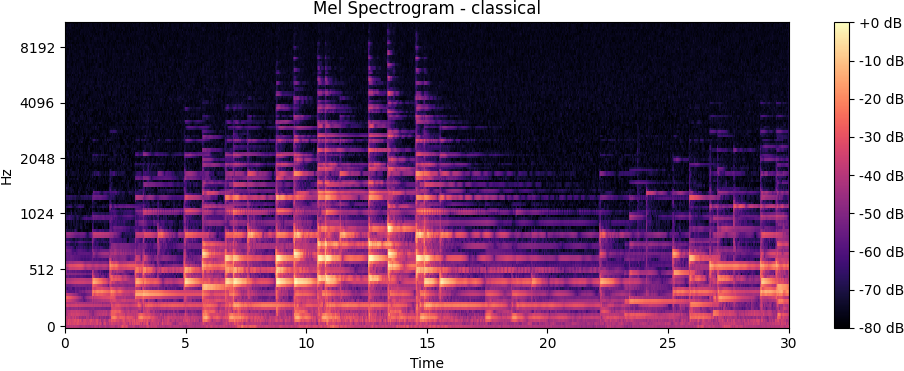 Mel Spectrogram - classical
8192
4096
2048
1024
512
0
Hz
0 5 10 15 20 25 30
Time
+0 dB
-10 dB
-20 dB
-30 dB
-40 dB
-50 dB
-60 dB
-70 dB
-80 dB